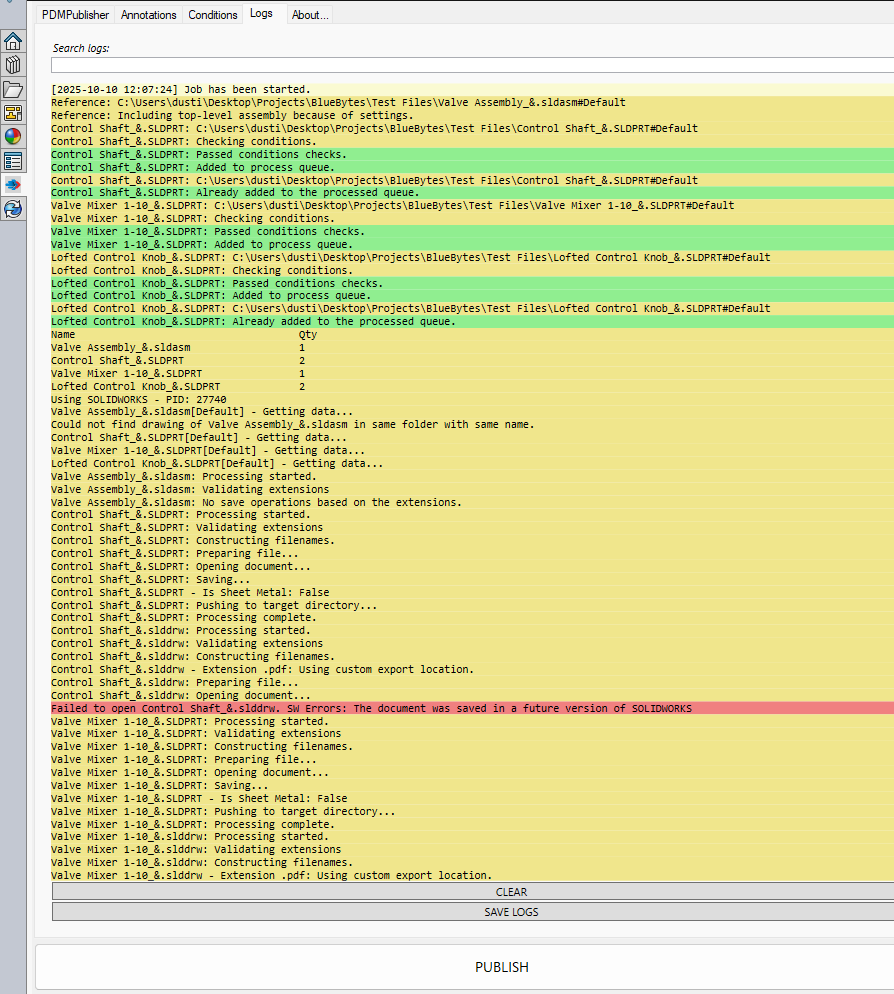 PDMPublisher Annotations Conditions Logs About...
Search logs:
[2025-10-10 12:07:24] Job has been started.
Reference: C:\Users\dusti\Desktop\Projects\BlueBytes\Test Files\Valve Assembly_&.sldasm#Default
Reference: Including top-level assembly because of settings.
Control Shaft_&.SLDPRT: C:\Users\dusti\Desktop\Projects\BlueBytes\Test Files\Control Shaft_&.SLDPRT#Default
Control Shaft_&.SLDPRT: Checking conditions.
Control Shaft_&.SLDPRT: Passed conditions checks.
Control Shaft_&.SLDPRT: Added to process queue.
Control Shaft_&.SLDPRT: C:\Users\dusti\Desktop\Projects\BlueBytes\Test Files\Control Shaft_&.SLDPRT#Default
Control Shaft_&.SLDPRT: Already added to the processed queue.
Valve Mixer 1-10_&.SLDPRT: C:\Users\dusti\Desktop\Projects\BlueBytes\Test Files\Valve Mixer 1-10_&.SLDPRT#Default
Valve Mixer 1-10_&.SLDPRT: Checking conditions.
Valve Mixer 1-10_&.SLDPRT: Passed conditions checks.
Valve Mixer 1-10_&.SLDPRT: Added to process queue.
Lofted Control Knob_&.SLDPRT: C:\Users\dusti\Desktop\Projects\BlueBytes\Test Files\Lofted Control Knob_&.SLDPRT#Default
Lofted Control Knob_&.SLDPRT: Checking conditions.
Lofted Control Knob_&.SLDPRT: Passed conditions checks.
Lofted Control Knob_&.SLDPRT: Added to process queue.
Lofted Control Knob_&.SLDPRT: C:\Users\dusti\Desktop\Projects\BlueBytes\Test Files\Lofted Control Knob_&.SLDPRT#Default
Lofted Control Knob_&.SLDPRT: Already added to the processed queue.
Name Qty
Valve Assembly_&.sldasm 1
Control Shaft_&.SLDPRT 2
Valve Mixer 1-10_&.SLDPRT 1
Lofted Control Knob_&.SLDPRT 2
Using SOLIDWORKS - PID: 27740
Valve Assembly_&.sldasm[Default] - Getting data...
Could not find drawing of Valve Assembly_&.sldasm in same folder with same name.
Control Shaft_&.SLDPRT[Default] - Getting data...
Valve Mixer 1-10_&.SLDPRT[Default] - Getting data...
Lofted Control Knob_&.SLDPRT[Default] - Getting data...
Valve Assembly_&.sldasm: Processing started.
Valve Assembly_&.sldasm: Validating extensions
Valve Assembly_&.sldasm: No save operations based on the extensions.
Control Shaft_&.SLDPRT: Processing started.
Control Shaft_&.SLDPRT: Validating extensions
Control Shaft_&.SLDPRT: Constructing filenames.
Control Shaft_&.SLDPRT: Preparing file...
Control Shaft_&.SLDPRT: Opening document...
Control Shaft_&.SLDPRT: Saving...
Control Shaft_&.SLDPRT - Is Sheet Metal: False
Control Shaft_&.SLDPRT: Pushing to target directory...
Control Shaft_&.SLDPRT: Processing complete.
Control Shaft_&.slddrw: Processing started.
Control Shaft_&.slddrw: Validating extensions
Control Shaft_&.slddrw: Constructing filenames.
Control Shaft_&.slddrw - Extension .pdf: Using custom export location.
Control Shaft_&.slddrw: Preparing file...
Control Shaft_&.slddrw: Opening document...
Failed to open Control Shaft_&.slddrw. SW Errors: The document was saved in a future version of SOLIDWORKS
Valve Mixer 1-10_&.SLDPRT: Processing started.
Valve Mixer 1-10_&.SLDPRT: Validating extensions
Valve Mixer 1-10_&.SLDPRT: Constructing filenames.
Valve Mixer 1-10_&.SLDPRT: Preparing file...
Valve Mixer 1-10_&.SLDPRT: Opening document...
Valve Mixer 1-10_&.SLDPRT: Saving...
Valve Mixer 1-10_&.SLDPRT - Is Sheet Metal: False
Valve Mixer 1-10_&.SLDPRT: Pushing to target directory...
Valve Mixer 1-10_&.SLDPRT: Processing complete.
Valve Mixer 1-10_&.slddrw: Processing started.
Valve Mixer 1-10_&.slddrw: Validating extensions
Valve Mixer 1-10_&.slddrw: Constructing filenames.
Valve Mixer 1-10_&.slddrw - Extension .pdf: Using custom export location.
CLEAR
SAVE LOGS
PUBLISH